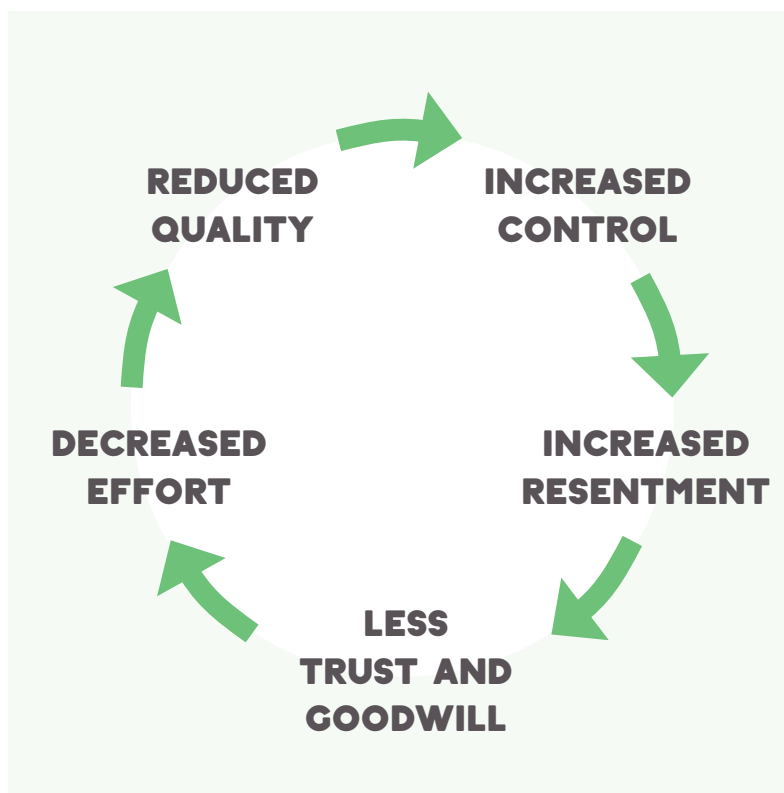 REDUCED
QUALITY
INCREASED
CONTROL
INCREASED
RESENTMENT
LESS
TRUST AND
GOODWILL
DECREASED
EFFORT